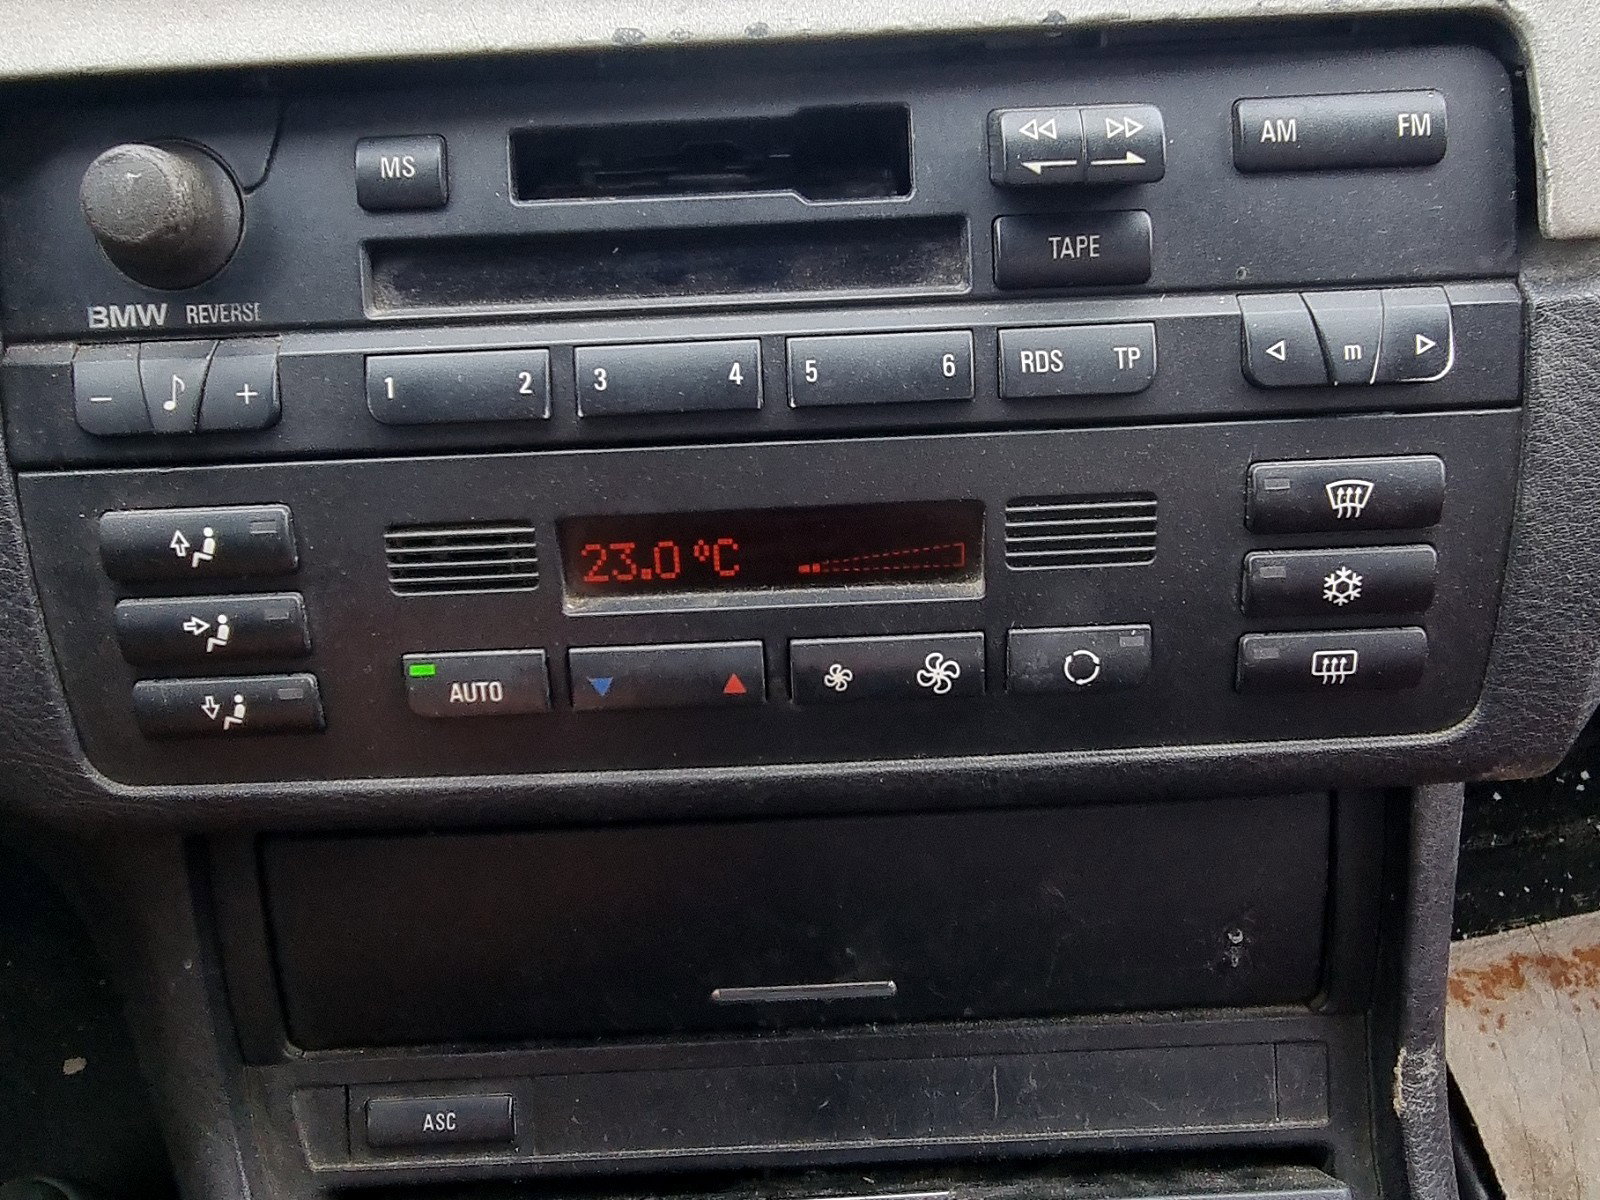 MS
AM FM
TAPE
BMW REVERSE
- + 1 2 3 4 5 6 RDS TP m
23.0 °C
AUTO
ASC